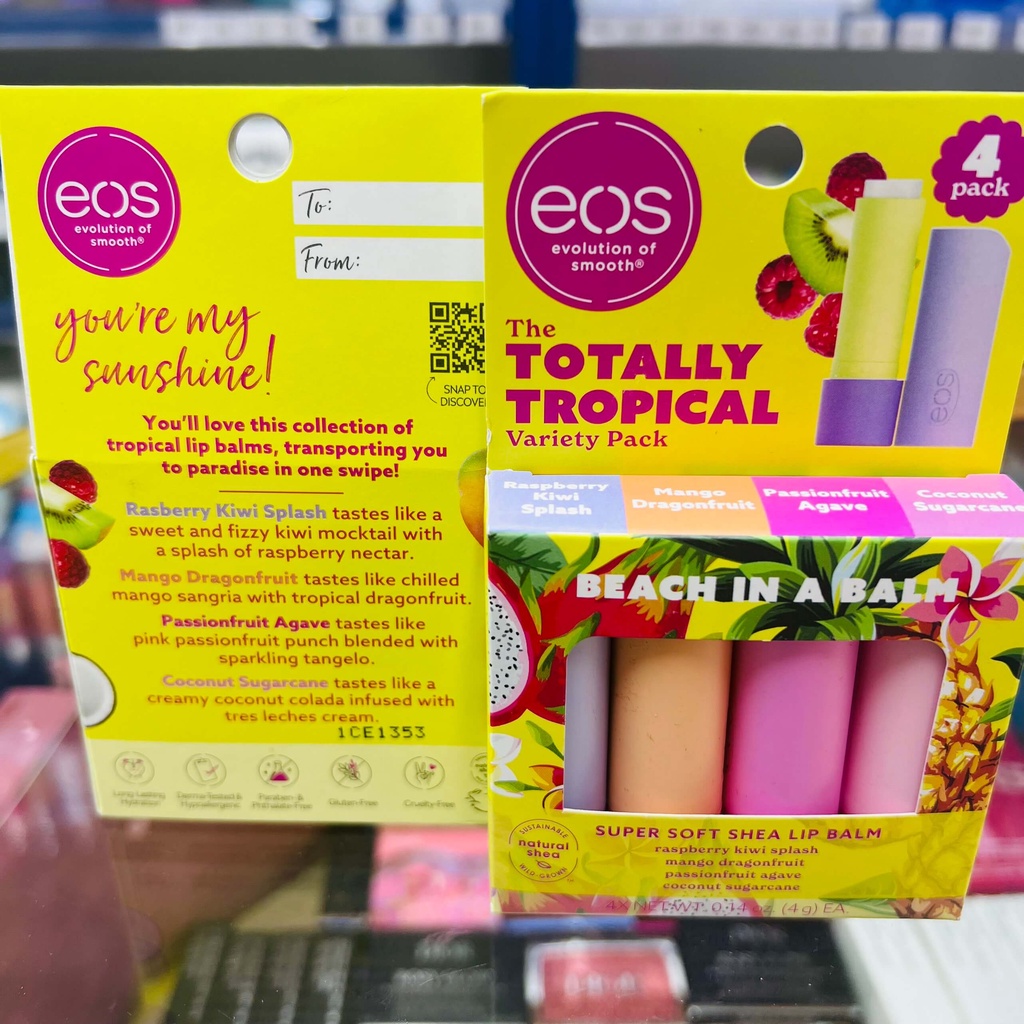 eos
evolution of
smooth®
To:
From:
you're my
sunshine!
SNAP TO
DISCOVER
You'll love this collection of
tropical lip balms, transporting you
to paradise in one swipe!
Rasberry Kiwi Splash tastes like a
sweet and fizzy kiwi mocktail with
a splash of raspberry nectar.
Mango Dragonfruit tastes like chilled
mango sangria with tropical dragonfruit.
Passionfruit Agave tastes like
pink passionfruit punch blended with
sparkling tangelo.
Coconut Sugarcane tastes like a
creamy coconut colada infused with
tres leches cream.
1CE1353
Long Lasting
Hydration
Derma-Tested &
Hypoallergenic
Paraben- &
Phthalate-Free
Gluten-Free
Cruelty-Free
eos
evolution of
smooth®
4
pack
eos
The
TOTALLY
TROPICAL
Variety Pack
Raspberry
Kiwi
Splash
Mango
Dragonfruit
Passionfruit
Agave
Coconut
Sugarcane
BEACH IN A BALM
SUSTAINABLE
natural
shea
WILD-GROWN
SUPER SOFT SHEA LIP BALM
raspberry kiwi splash
mango dragonfruit
passionfruit agave
coconut sugarcane
4X NET WT. 0.14 oz. (4 g) EA.